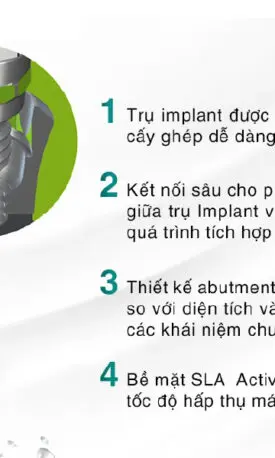 1 Trụ implant được
cấy ghép dễ dàng
2 Kết nối sâu cho p
giữa trụ Implant v
quá trình tích hợp
3 Thiết kế abutment
so với diện tích và
các khái niệm chu
4 Bề mặt SLA Activ
tốc độ hấp thụ má